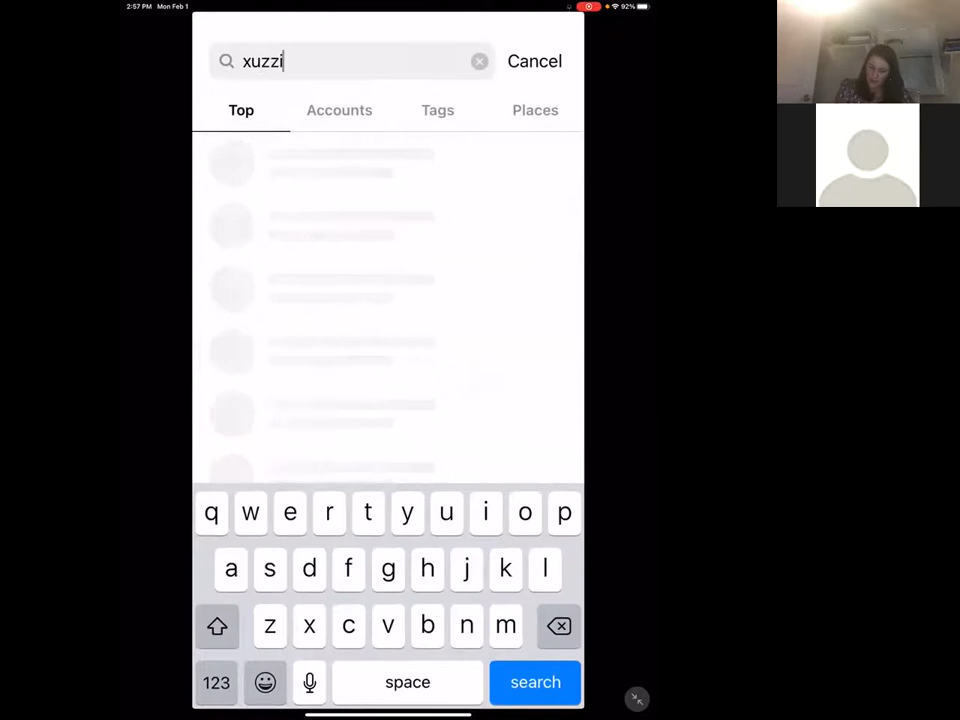 2:57 PM Mon Feb 1
92%
xuzzi
Cancel
Top Accounts Tags Places
q w e r t y u i o p
a s d f g h j k l
z x c v b n m
123 space search